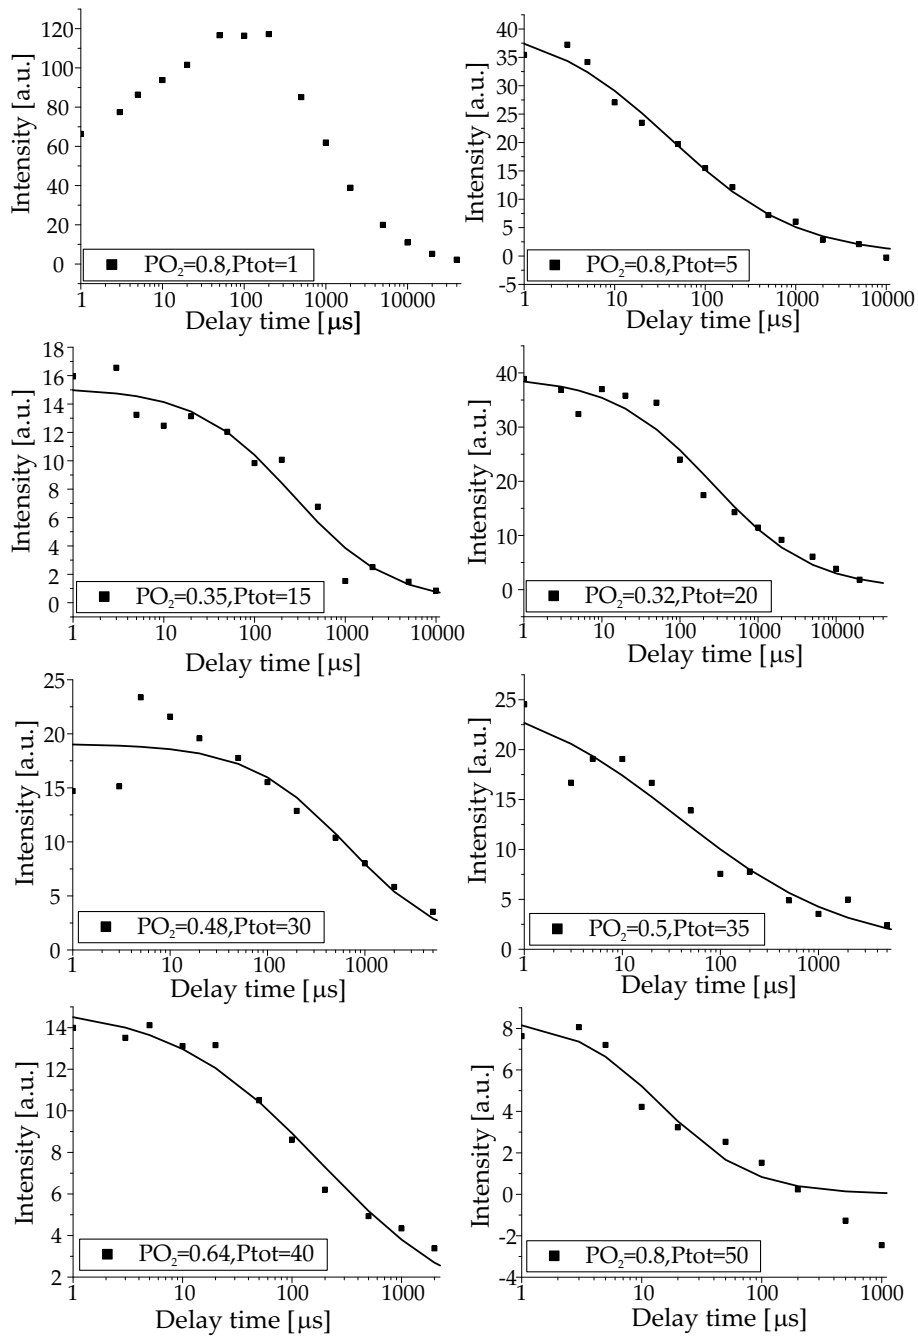 Intensity [a.u.]
120
100
80
60
40
20
0
PO₂=0.8,Ptot=1
1 10 100 1000 10000
Delay time [μs]
Intensity [a.u.]
40
35
30
25
20
15
10
5
0
-5
PO₂=0.8,Ptot=5
1 10 100 1000 10000
Delay time [μs]
Intensity [a.u.]
18
16
14
12
10
8
6
4
2
0
PO₂=0.35,Ptot=15
1 10 100 1000 10000
Delay time [μs]
Intensity [a.u.]
40
30
20
10
0
PO₂=0.32,Ptot=20
1 10 100 1000 10000
Delay time [μs]
Intensity [a.u.]
25
20
15
10
5
0
PO₂=0.48,Ptot=30
1 10 100 1000
Delay time [μs]
Intensity [a.u.]
25
20
15
10
5
0
PO₂=0.5,Ptot=35
1 10 100 1000
Delay time [μs]
Intensity [a.u.]
14
12
10
8
6
4
2
PO₂=0.64,Ptot=40
1 10 100 1000
Delay time [μs]
Intensity [a.u.]
8
6
4
2
0
-2
-4
PO₂=0.8,Ptot=50
1 10 100 1000
Delay time [μs]